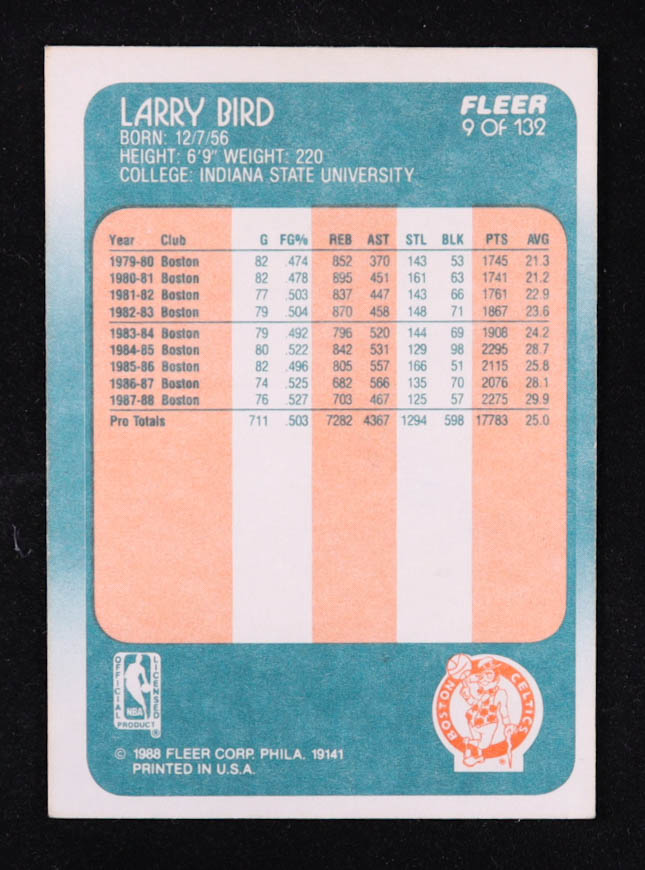 LARRY BIRD
FLEER
BORN: 12/7/56
9 OF 132
HEIGHT: 6'9" WEIGHT: 220
COLLEGE: INDIANA STATE UNIVERSITY
Year Club G FG% REB AST STL BLK PTS AVG
1979-80 Boston 82 .474 852 370 143 53 1745 21.3
1980-81 Boston 82 .478 895 451 161 63 1741 21.2
1981-82 Boston 77 .503 837 447 143 66 1761 22.9
1982-83 Boston 79 .504 870 458 148 71 1867 23.6
1983-84 Boston 79 .492 796 520 144 69 1908 24.2
1984-85 Boston 80 .522 842 531 129 98 2295 28.7
1985-86 Boston 82 .496 805 557 166 51 2115 25.8
1986-87 Boston 74 .525 682 566 135 70 2076 28.1
1987-88 Boston 76 .527 703 467 125 57 2275 29.9
Pro Totals 711 .503 7282 4367 1294 598 17783 25.0
OFFICIAL LICENSED
NBA
PRODUCT ®
BOSTON CELTICS
®
© 1988 FLEER CORP. PHILA. 19141
PRINTED IN U.S.A.